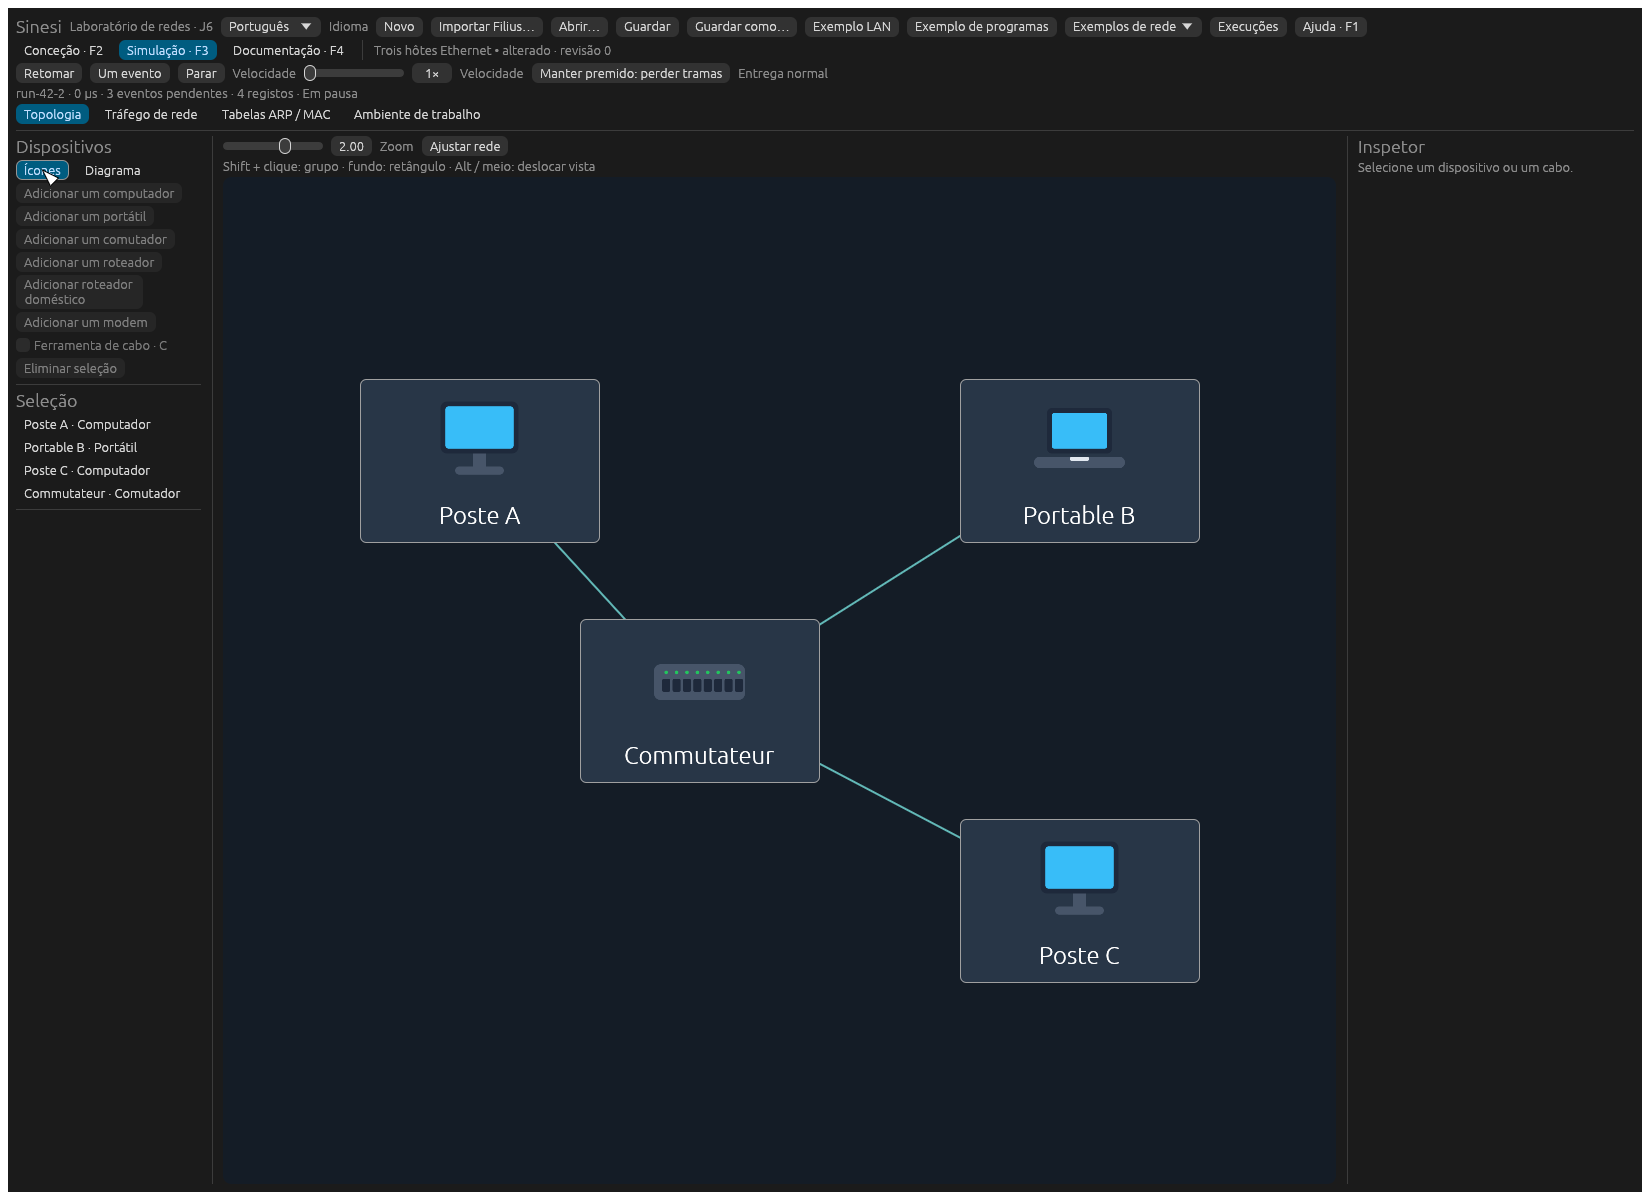 Sinesi Laboratório de redes · J6 Português Idioma Novo Importar Filius... Abrir... Guardar Guardar como... Exemplo LAN Exemplo de programas Exemplos de rede Execuções Ajuda · F1
Conceção · F2 Simulação · F3 Documentação · F4 Trois hôtes Ethernet • alterado · revisão 0
Retomar Um evento Parar Velocidade 1× Velocidade Manter premido: perder tramas Entrega normal
run-42-2 · 0 µs · 3 eventos pendentes · 4 registos · Em pausa
Topologia Tráfego de rede Tabelas ARP / MAC Ambiente de trabalho
Dispositivos
Ícones Diagrama
Adicionar um computador
Adicionar um portátil
Adicionar um comutador
Adicionar um roteador
Adicionar roteador
doméstico
Adicionar um modem
Ferramenta de cabo · C
Eliminar seleção
Seleção
Poste A · Computador
Portable B · Portátil
Poste C · Computador
Commutateur · Comutador
2.00 Zoom Ajustar rede
Shift + clique: grupo · fundo: retângulo · Alt / meio: deslocar vista
Poste A
Portable B
Commutateur
Poste C
Inspetor
Selecione um dispositivo ou um cabo.